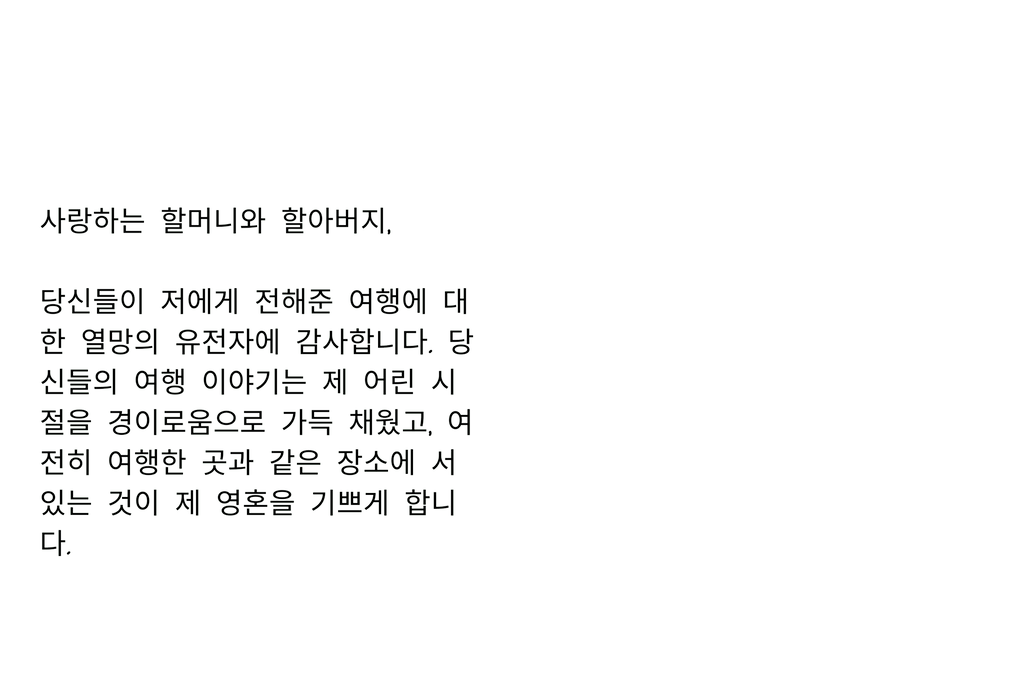 사랑하는 할머니와 할아버지,
당신들이 저에게 전해준 여행에 대
한 열망의 유전자에 감사합니다. 당
신들의 여행 이야기는 제 어린 시
절을 경이로움으로 가득 채웠고, 여
전히 여행한 곳과 같은 장소에 서
있는 것이 제 영혼을 기쁘게 합니
다.